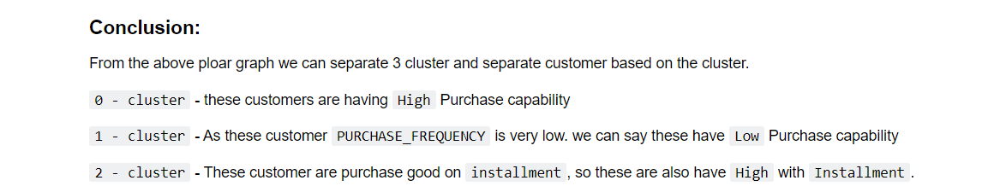 Conclusion:
From the above ploar graph we can separate 3 cluster and separate customer based on the cluster.
0 - cluster - these customers are having High Purchase capability
1 - cluster - As these customer PURCHASE_FREQUENCY is very low. we can say these have Low Purchase capability
2 - cluster - These customer are purchase good on installment , so these are also have High with Installment .